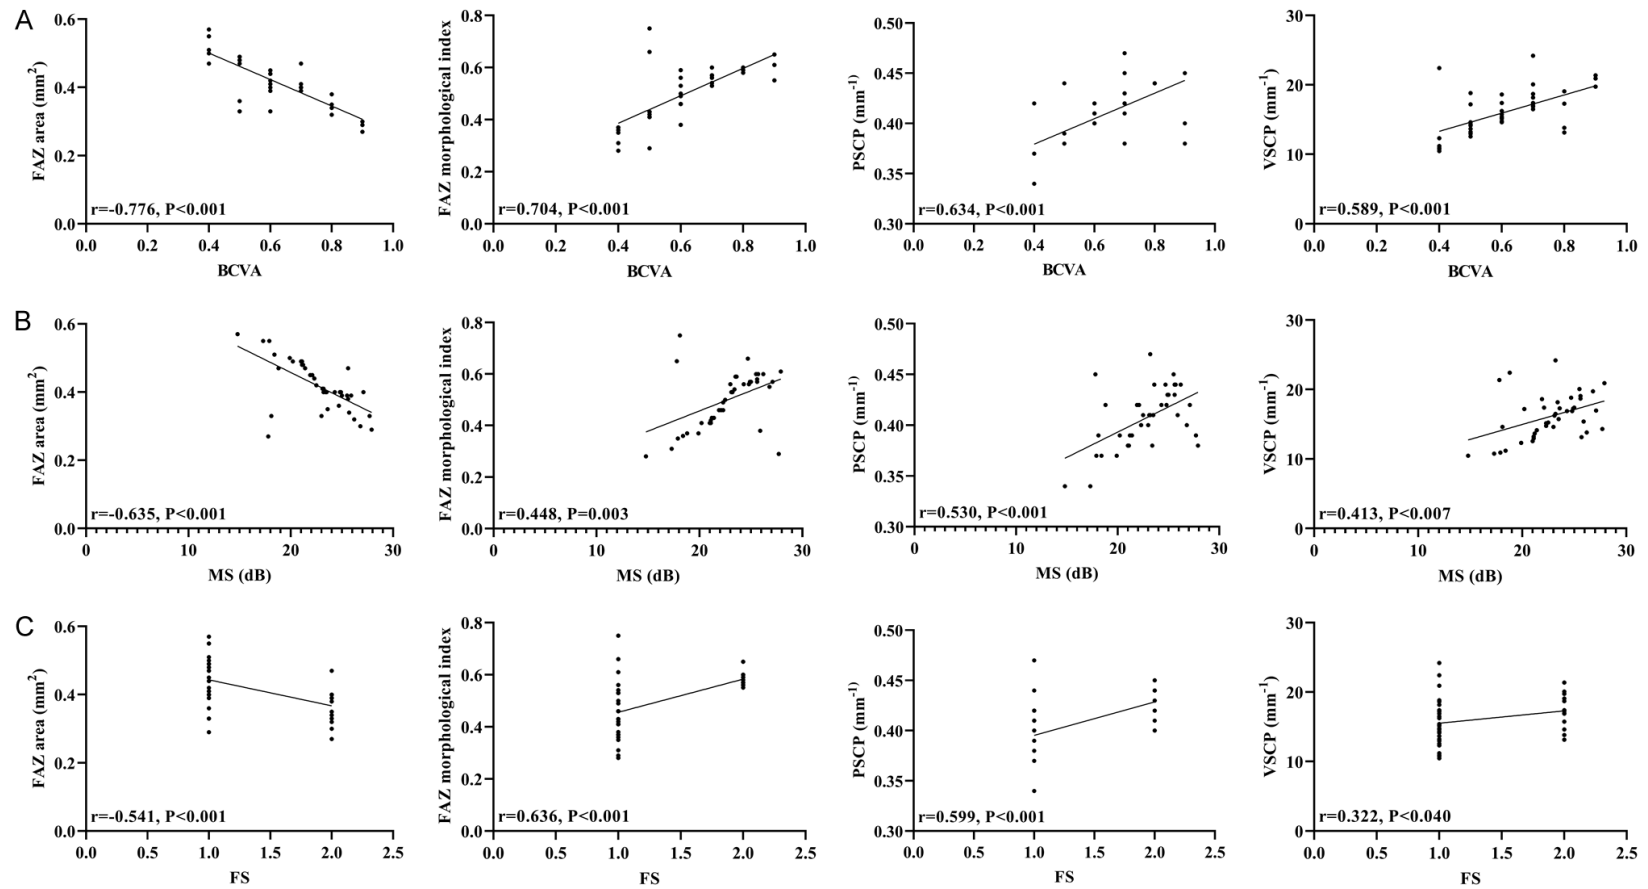 A
FAZ area (mm²)
0.6
0.4
0.2
0.0
r=-0.776, P<0.001
0.0 0.2 0.4 0.6 0.8 1.0
BCVA
FAZ morphological index
0.8
0.6
0.4
0.2
0.0
r=0.704, P<0.001
0.0 0.2 0.4 0.6 0.8 1.0
BCVA
PSCP (mm⁻¹)
0.50
0.45
0.40
0.35
0.30
r=0.634, P<0.001
0.0 0.2 0.4 0.6 0.8 1.0
BCVA
VSCP (mm⁻¹)
30
20
10
0
r=0.589, P<0.001
0.0 0.2 0.4 0.6 0.8 1.0
BCVA
B
FAZ area (mm²)
0.6
0.4
0.2
0.0
r=-0.635, P<0.001
0 10 20 30
MS (dB)
FAZ morphological index
0.8
0.6
0.4
0.2
0.0
r=0.448, P=0.003
0 10 20 30
MS (dB)
PSCP (mm⁻¹)
0.50
0.45
0.40
0.35
0.30
r=0.530, P<0.001
0 10 20 30
MS (dB)
VSCP (mm⁻¹)
30
20
10
0
r=0.413, P<0.007
0 10 20 30
MS (dB)
C
FAZ area (mm²)
0.6
0.4
0.2
0.0
r=-0.541, P<0.001
0.0 0.5 1.0 1.5 2.0 2.5
FS
FAZ morphological index
0.8
0.6
0.4
0.2
0.0
r=0.636, P<0.001
0.0 0.5 1.0 1.5 2.0 2.5
FS
PSCP (mm⁻¹)
0.50
0.45
0.40
0.35
0.30
r=0.599, P<0.001
0.0 0.5 1.0 1.5 2.0 2.5
FS
VSCP (mm⁻¹)
30
20
10
0
r=0.322, P<0.040
0.0 0.5 1.0 1.5 2.0 2.5
FS